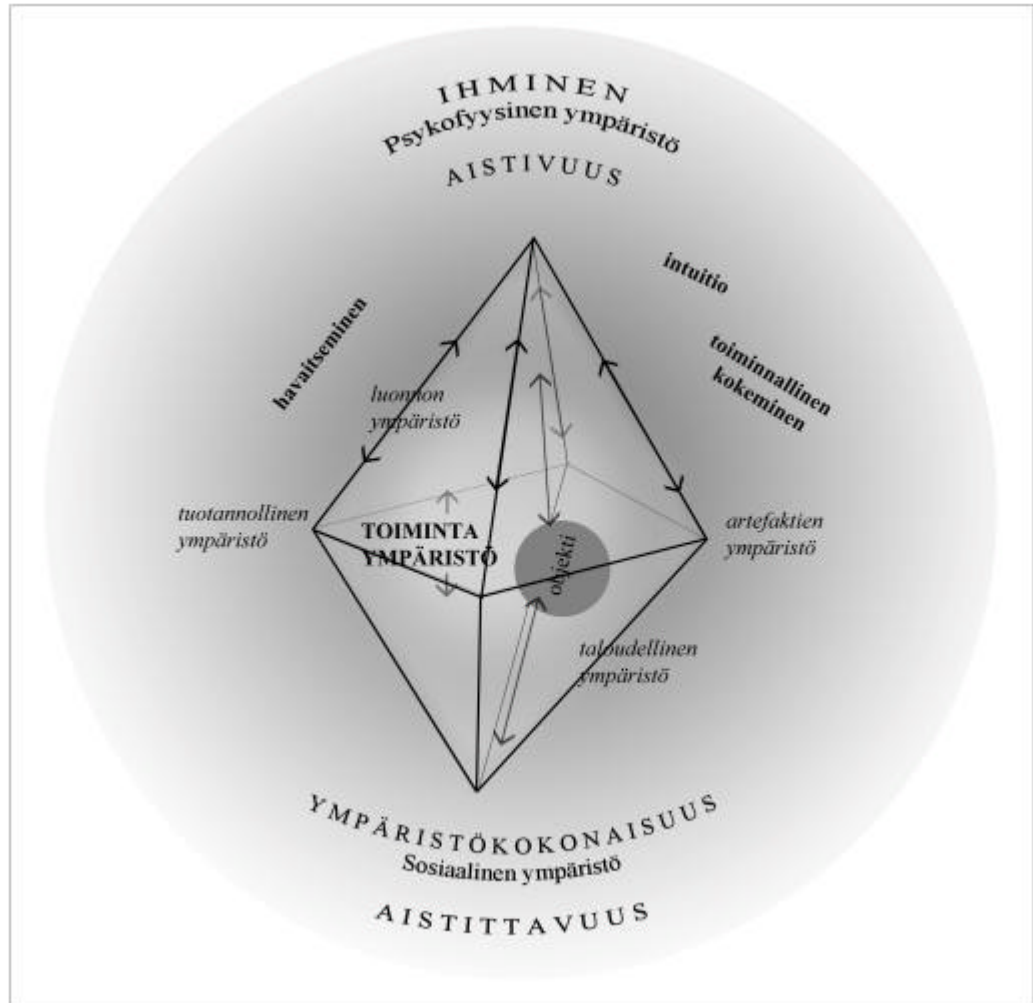 IHMINEN
Psykofyysinen ympäristö
AISTIVUUS
intuitio
havaitseminen
toiminnallinen
kokeminen
luonnon
ympäristö
tuotannollinen
ympäristö
TOIMINTA
YMPÄRISTÖ
objekti
artefaktien
ympäristö
taloudellinen
ympäristö
YMPÄRISTÖKOKONAISUUS
Sosiaalinen ympäristö
AISTITTAVUUS